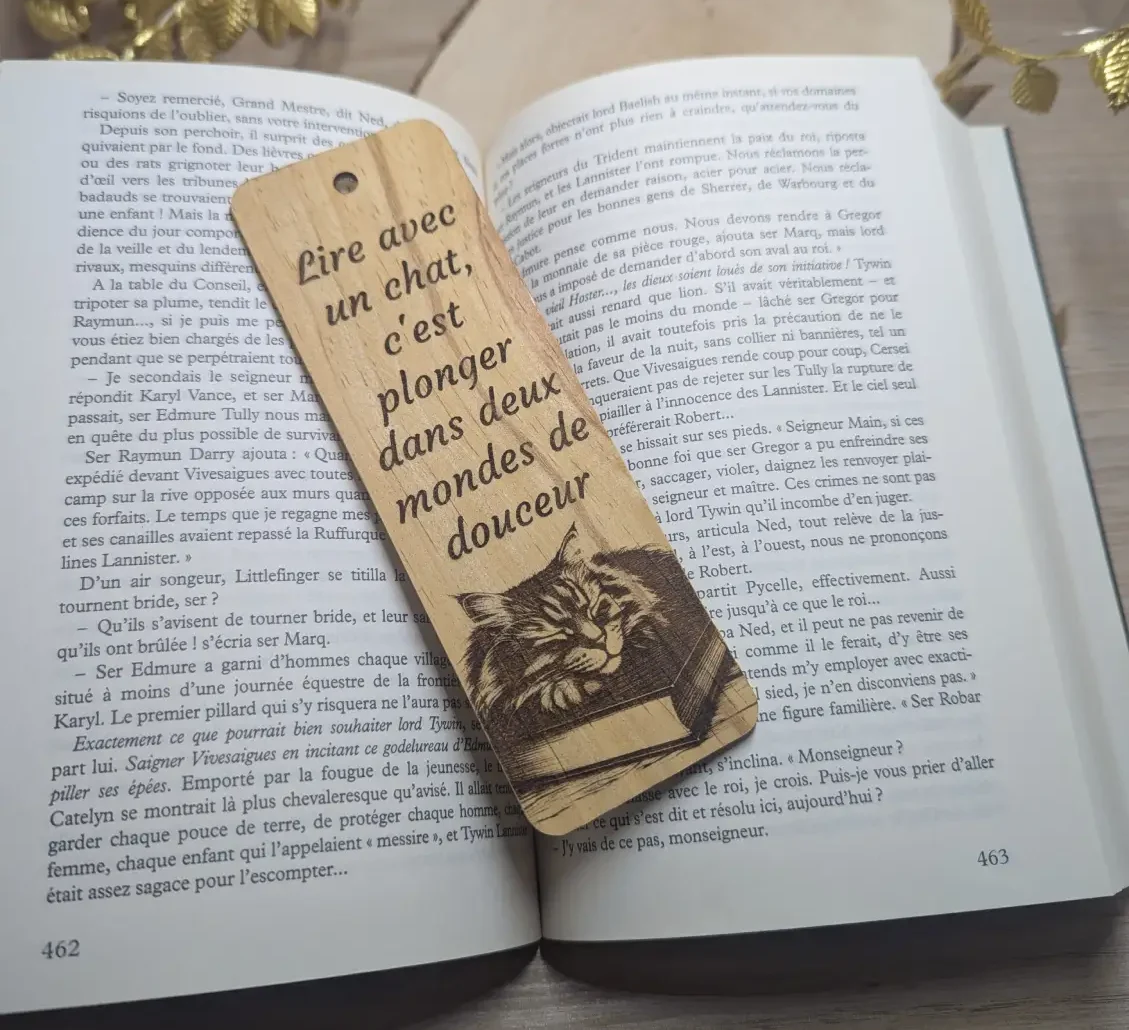 – Soyez remercié, Grand Mestre, dit Ned,
risquions de l'oublier, sans votre intervention
Depuis son perchoir, il surprit des
quivaient par le fond. Des lièvres
ou des rats grignoter leur
d'œil vers les tribunes
badauds se trouvaient
une enfant ! Mais la
dience du jour
de la veille et du
rivaux, mesquins
A la table du Conseil,
tripoter sa plume, tendit le
Raymun..., si je puis me
vous étiez bien chargés de les
pendant que se perpétraient
– Je secondais le seigneur
répondit Karyl Vance, et ser
passait, ser Edmure Tully nous
en quête du plus possible de
Ser Raymun Darry ajouta : «
expédié devant Vivesaigues avec toutes
camp sur la rive opposée aux murs
ces forfaits. Le temps que je regagne mes
et ses canailles avaient repassé la Ruffurque
lines Lannister. »
D'un air songeur, Littlefinger se titilla la
tournent bride, ser ?
– Qu'ils s'avisent de tourner bride, et leur
qu'ils ont brûlée ! s'écria ser Marq.
– Ser Edmure a garni d'hommes chaque
situé à moins d'une journée équestre de la
Karyl. Le premier pillard qui s'y risquera ne l'aura pas
Exactement ce que pourrait bien souhaiter lord Tywin,
part lui. Saigner Vivesaigues en incitant ce godelureau
piller ses épées. Emporté par la fougue de la jeunesse,
Catelyn se montrait là plus chevaleresque qu'avisé. Il allait
garder chaque pouce de terre, de protéger chaque homme,
femme, chaque enfant qui l'appelaient « messire », et Tywin Lannister
était assez sagace pour l'escompter...
462
Lire avec
un chat,
c'est
plonger
dans deux
mondes de
douceur
alors, objecterait lord Baelish au même instant, si vos domaines
places fortes n'ont plus rien à craindre, qu'attendez-vous du
Les seigneurs du Trident maintiennent la paix du roi, riposta
Raymun, et les Lannister l'ont rompue. Nous réclamons la per-
de leur en demander raison, acier pour acier. Nous récla-
justice pour les bonnes gens de Sherrer, de Warbourg et du
pense comme nous. Nous devons rendre à Gregor
la monnaie de sa pièce rouge, ajouta ser Marq, mais lord
a imposé de demander d'abord son aval au roi. »
vieil Hoster..., les dieux soient loués de son initiative ! Tywin
aussi renard que lion. S'il avait véritablement – et
pas le moins du monde – lâché ser Gregor pour
il avait toutefois pris la précaution de ne le
la faveur de la nuit, sans collier ni bannières, tel un
Que Vivesaigues rende coup pour coup, Cersei
pas de rejeter sur les Tully la rupture de
piailler à l'innocence des Lannister. Et le ciel seul
préférerait Robert...
se hissait sur ses pieds. « Seigneur Main, si ces
bonne foi que ser Gregor a pu enfreindre ses
saccager, violer, daignez les renvoyer plai-
seigneur et maître. Ces crimes ne sont pas
à lord Tywin qu'il incombe d'en juger.
articula Ned, tout relève de la jus-
à l'est, à l'ouest, nous ne prononçons
Robert.
partit Pycelle, effectivement. Aussi
jusqu'à ce que le roi...
Ned, et il peut ne pas revenir de
comme il le ferait, d'y être ses
m'y employer avec exacti-
sied, je n'en disconviens pas. »
figure familière. « Ser Robar
s'inclina. « Monseigneur ?
avec le roi, je crois. Puis-je vous prier d'aller
ce qui s'est dit et résolu ici, aujourd'hui ?
– J'y vais de ce pas, monseigneur.
463